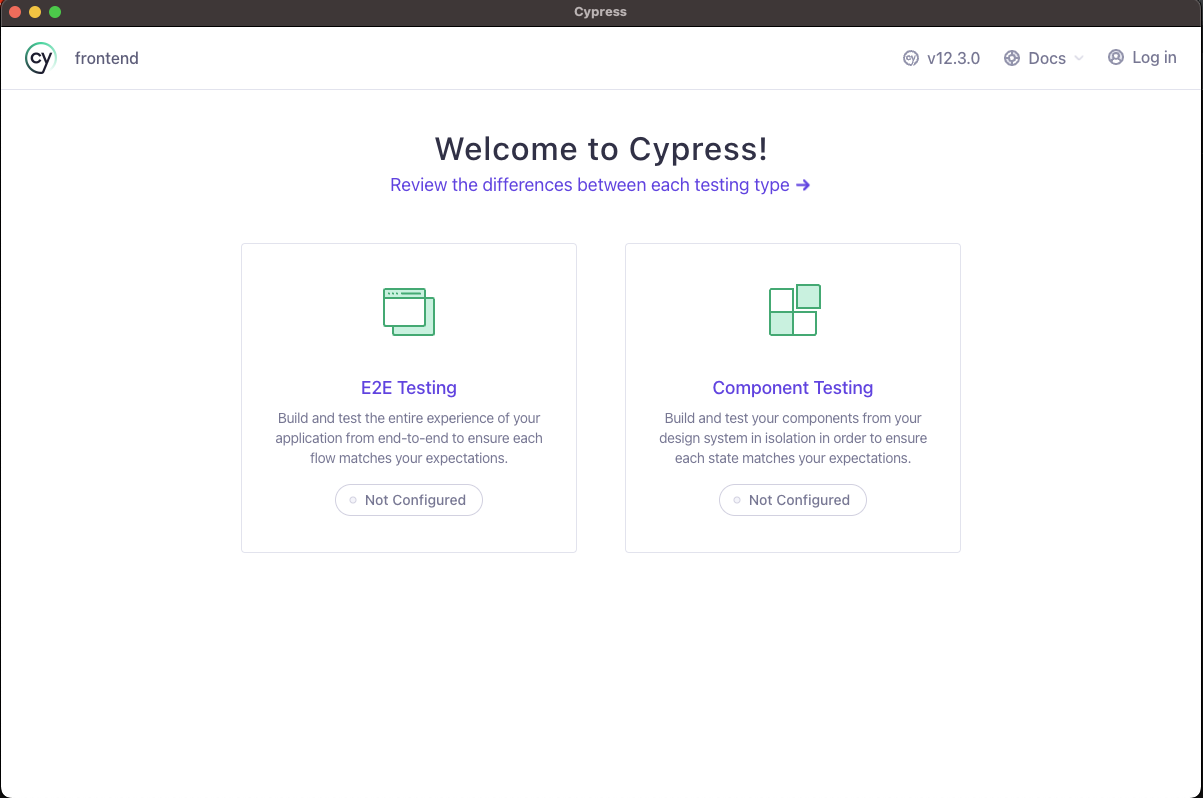 Cypress
cy frontend
cy v12.3.0 Docs Log in
Welcome to Cypress!
Review the differences between each testing type →
E2E Testing
Build and test the entire experience of your
application from end-to-end to ensure each
flow matches your expectations.
Not Configured
Component Testing
Build and test your components from your
design system in isolation in order to ensure
each state matches your expectations.
Not Configured